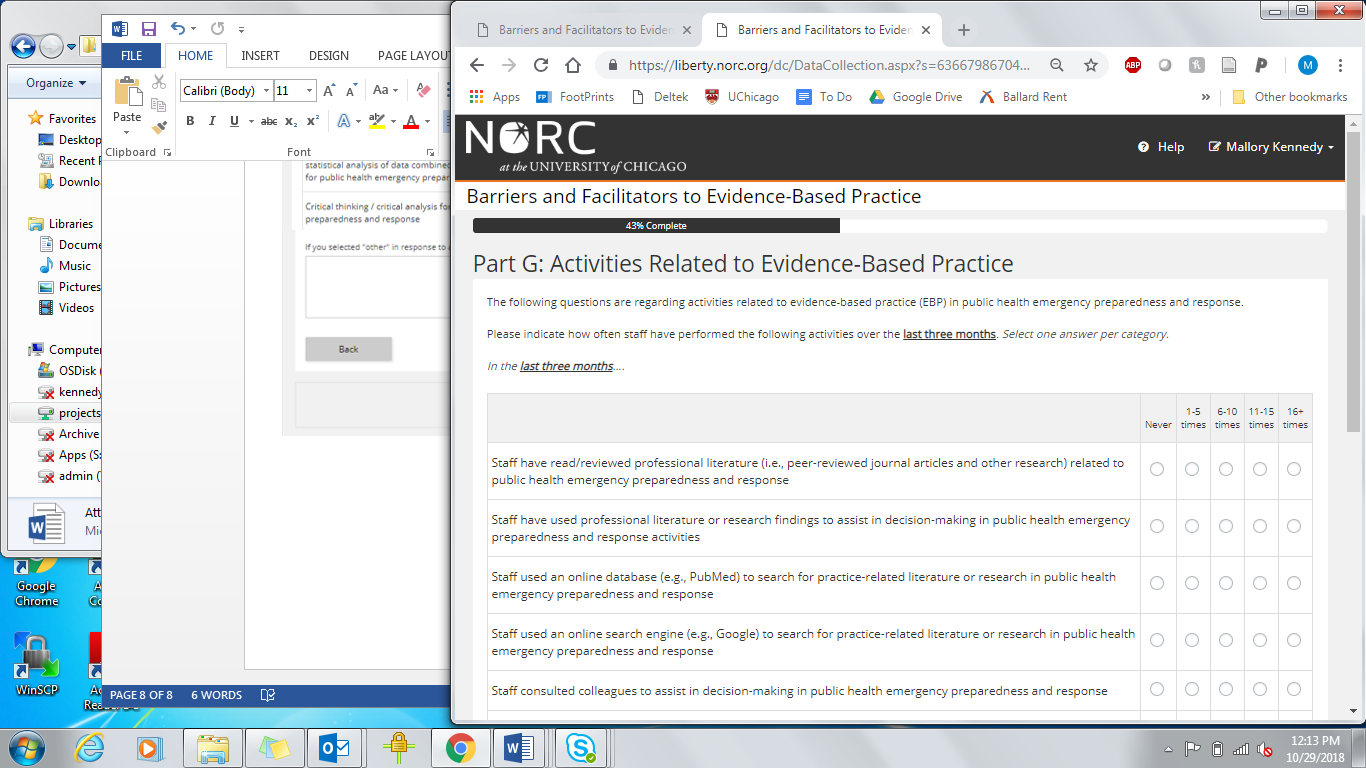 Organize
Favorites
Desktop
Recent
Downlo
Libraries
Docume
Music
Pictures
Videos
Computer
OSDisk (
kennedy
projects
Archive
Apps (S:
admin (
Att
Mic
Google
Chrome
WinSCP
FILE
HOME
INSERT
DESIGN
PAGE LAYOU
Paste
Clipboard
Calibri (Body)
11
Font
statistical analysis of data combined
for public health emergency prepar
Critical thinking / critical analysis fo
preparedness and response
If you selected "other" in response to a
Back
PAGE 8 OF 8 6 WORDS
Barriers and Facilitators to Eviden
Barriers and Facilitators to Eviden
https://liberty.norc.org/dc/DataCollection.aspx?s=63667986704...
ABP
M
Apps FootPrints Deltek UChicago To Do Google Drive Ballard Rent » Other bookmarks
NORC
at the UNIVERSITY of CHICAGO
Help Mallory Kennedy
Barriers and Facilitators to Evidence-Based Practice
43% Complete
Part G: Activities Related to Evidence-Based Practice
The following questions are regarding activities related to evidence-based practice (EBP) in public health emergency preparedness and response.
Please indicate how often staff have performed the following activities over the last three months. Select one answer per category.
In the last three months....
Never 1-5 times 6-10 times 11-15 times 16+ times
Staff have read/reviewed professional literature (i.e., peer-reviewed journal articles and other research) related to
public health emergency preparedness and response
Staff have used professional literature or research findings to assist in decision-making in public health emergency
preparedness and response activities
Staff used an online database (e.g., PubMed) to search for practice-related literature or research in public health
emergency preparedness and response
Staff used an online search engine (e.g., Google) to search for practice-related literature or research in public health
emergency preparedness and response
Staff consulted colleagues to assist in decision-making in public health emergency preparedness and response
12:13 PM
10/29/2018